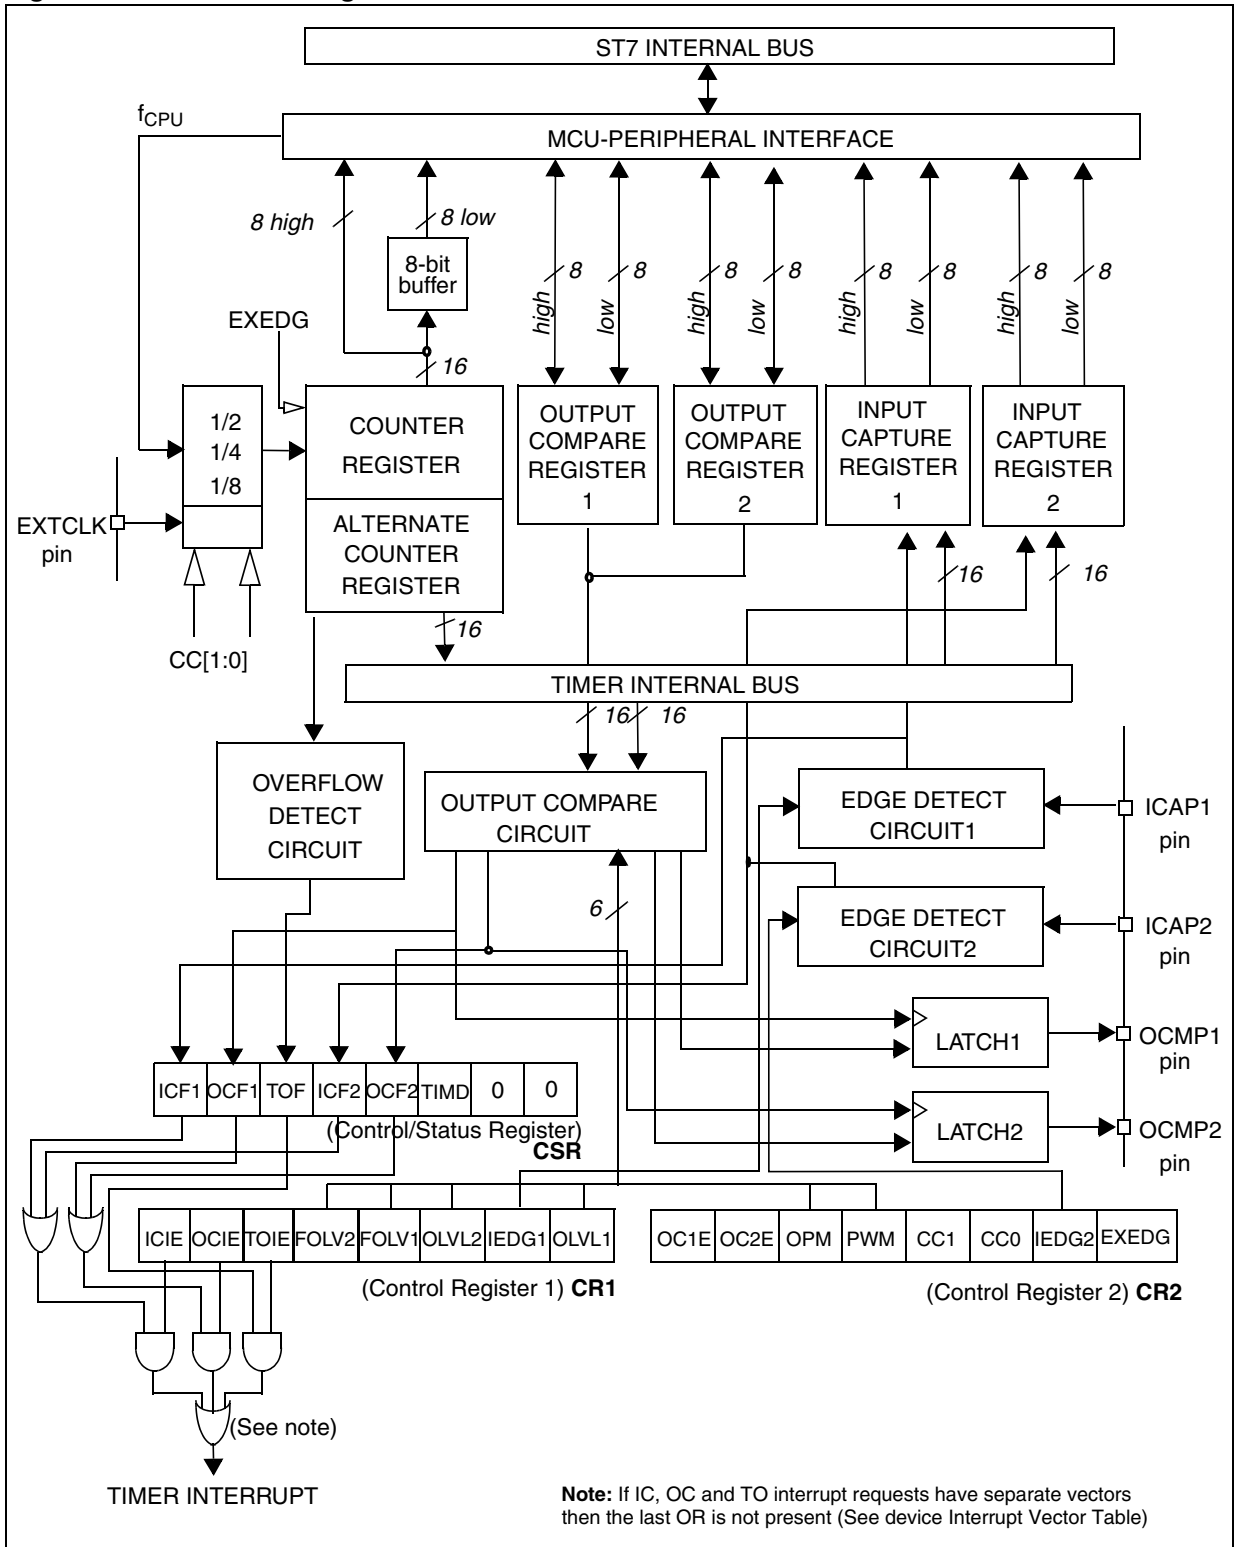 ST7 INTERNAL BUS
fCPU
MCU-PERIPHERAL INTERFACE
8 high
8 low
8-bit
buffer
high
8
low
8
high
8
low
8
high
8
low
8
high
8
low
8
EXEDG
16
1/2
1/4
1/8
COUNTER
REGISTER
OUTPUT
COMPARE
REGISTER
1
OUTPUT
COMPARE
REGISTER
2
INPUT
CAPTURE
REGISTER
1
INPUT
CAPTURE
REGISTER
2
EXTCLK
pin
ALTERNATE
COUNTER
REGISTER
16
16
16
CC[1:0]
TIMER INTERNAL BUS
16
16
OVERFLOW
DETECT
CIRCUIT
OUTPUT COMPARE
CIRCUIT
EDGE DETECT
CIRCUIT1
ICAP1
pin
6
EDGE DETECT
CIRCUIT2
ICAP2
pin
LATCH1
OCMP1
pin
ICF1 OCF1 TOF ICF2 OCF2 TIMD 0 0
(Control/Status Register)
CSR
LATCH2
OCMP2
pin
ICIE OCIE TOIE FOLV2 FOLV1 OLVL2 IEDG1 OLVL1
OC1E OC2E OPM PWM CC1 CC0 IEDG2 EXEDG
(Control Register 1) CR1
(Control Register 2) CR2
(See note)
TIMER INTERRUPT
Note: If IC, OC and TO interrupt requests have separate vectors
then the last OR is not present (See device Interrupt Vector Table)